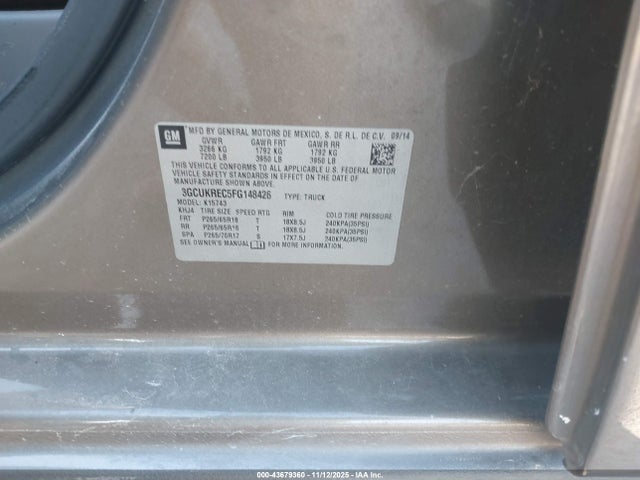 GM
MFD BY GENERAL MOTORS DE MEXICO, S. DE R.L. DE C.V. 09/14
GVWR GAWR FRT GAWR RR
3266 KG 1792 KG 1792 KG
7200 LB 3950 LB 3950 LB
THIS VEHICLE CONFORMS TO ALL APPLICABLE U.S. FEDERAL MOTOR
VEHICLE SAFETY STANDARDS IN EFFECT ON THE DATE OF
MANUFACTURE SHOWN ABOVE.
3GCUKREC5FG148426 TYPE: TRUCK
MODEL: K15743
KHJ4 TIRE SIZE SPEED RTG RIM COLD TIRE PRESSURE
FRT P265/65R18 T 18X8.5J 240KPA(35PSI)
RR P265/65R18 T 18X8.5J 240KPA(35PSI)
SPA P265/70R17 S 17X7.5J 240KPA(35PSI)
SEE OWNER'S MANUAL
000-43679360 - 11/12/2025 - IAA Inc.